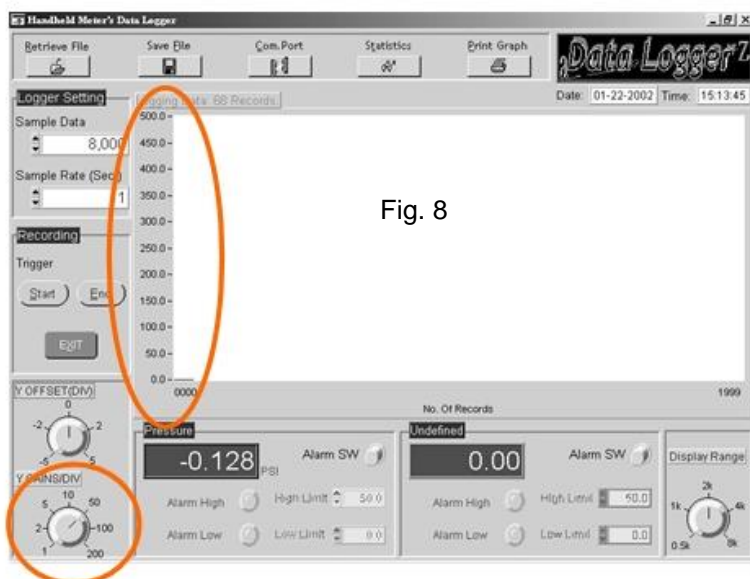 Handheld Meter's Data Logger
Retrieve File
Save File
Com.Port
Statistics
Print Graph
Data Logger
Date: 01-22-2002 Time: 15:13:45
Logger Setting
Sample Data
8,000
Sample Rate (Sec)
1
Recording
Trigger
Start
End
EXIT
Logging Data 68 Records
500.0
450.0
400.0
350.0
300.0
250.0
200.0
150.0
100.0
50.0
0.0
0000
1999
No. Of Records
Fig. 8
Y OFFSET(DIV)
0
-2
2
-5
5
Y GAINS/DIV
10
5
50
2
100
1
200
Pressure
-0.128 PSI
Alarm SW
Alarm High
High Limit
50.0
Alarm Low
Low Limit
0.0
Undefined
0.00
Alarm SW
Alarm High
High Limit
50.0
Alarm Low
Low Limit
0.0
Display Range
2k
1k
4k
0.5k
8k